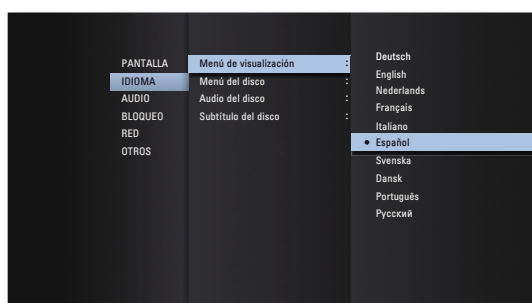 PANTALLA
IDIOMA
AUDIO
BLOQUEO
RED
OTROS
Menú de visualización :
Menú del disco :
Audio del disco :
Subtítulo del disco :
Deutsch
English
Nederlands
Français
Italiano
• Español
Svenska
Dansk
Português
Русский